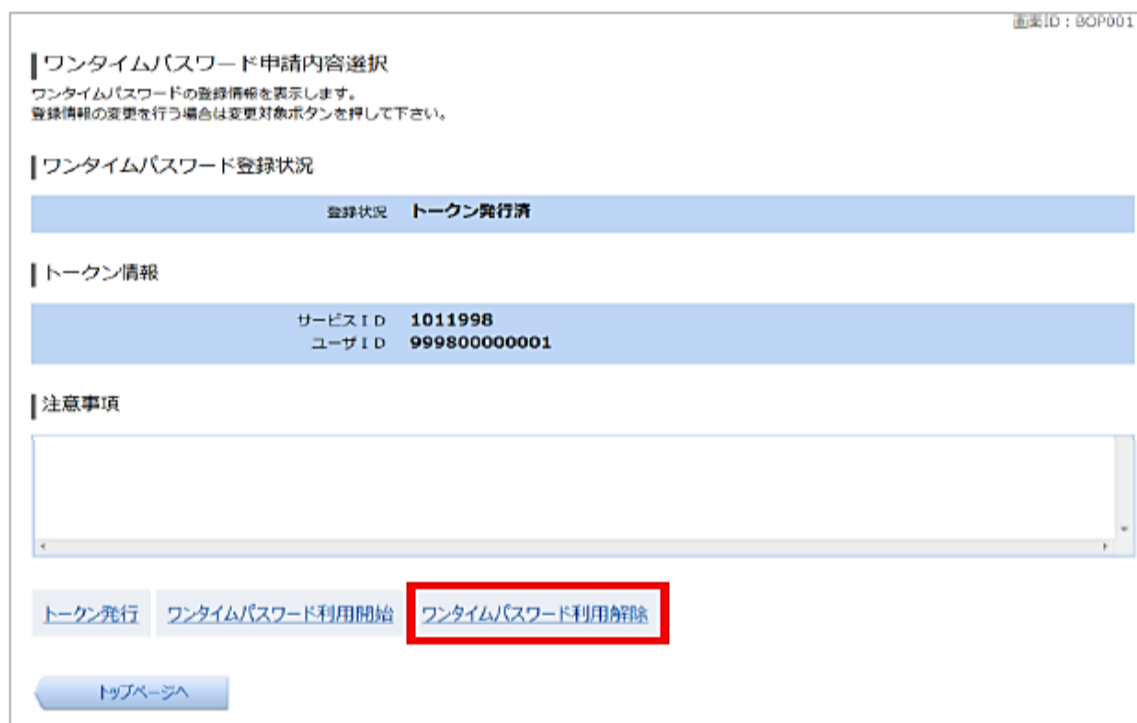 画面ID：BOP001
ワンタイムパスワード申請内容選択
ワンタイムパスワードの登録情報を表示します。
登録情報の変更を行う場合は変更対象ボタンを押して下さい。
ワンタイムパスワード登録状況
登録状況 トークン発行済
トークン情報
サービスＩＤ 1011998
ユーザＩＤ 999800000001
注意事項
トークン発行 ワンタイムパスワード利用開始 ワンタイムパスワード利用解除
トップページへ